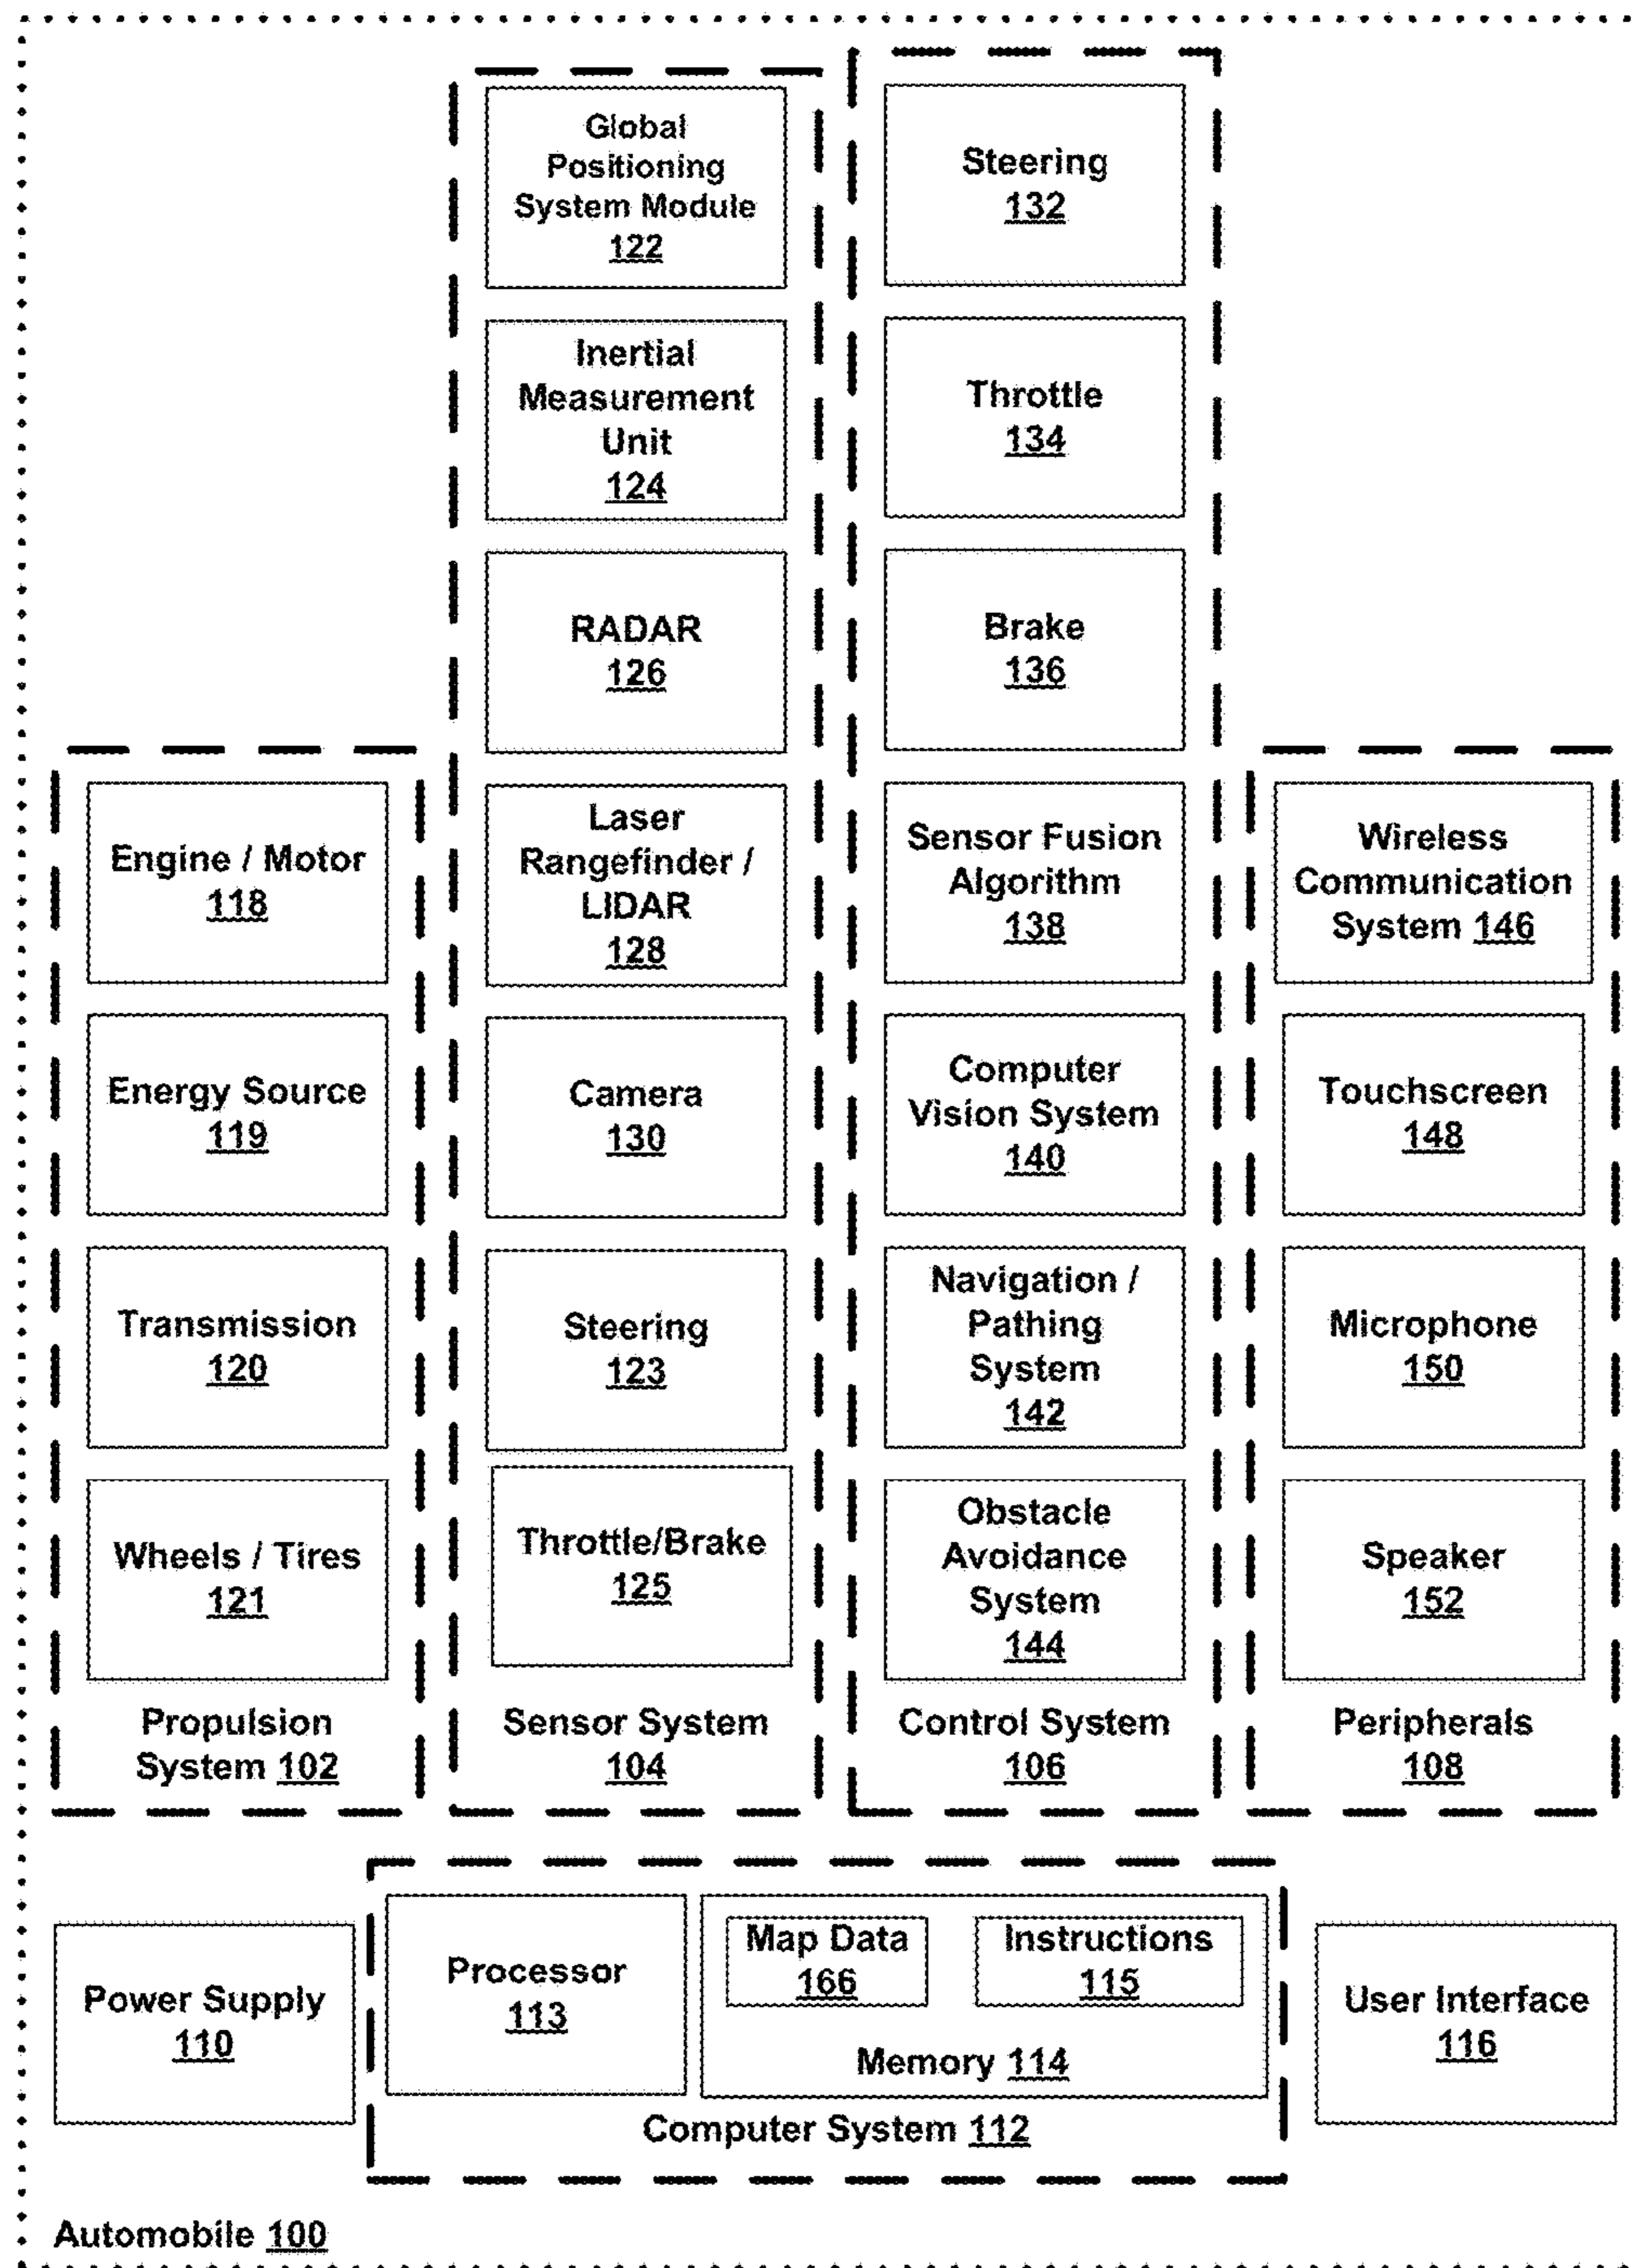 Global
Positioning
System Module
122
Inertial
Measurement
Unit
124
RADAR
126
Laser
Rangefinder /
LIDAR
128
Camera
130
Steering
123
Throttle/Brake
125
Sensor System
104
Steering
132
Throttle
134
Brake
136
Sensor Fusion
Algorithm
138
Computer
Vision System
140
Navigation /
Pathing
System
142
Obstacle
Avoidance
System
144
Control System
106
Engine / Motor
118
Energy Source
119
Transmission
120
Wheels / Tires
121
Propulsion
System 102
Wireless
Communication
System 146
Touchscreen
148
Microphone
150
Speaker
152
Peripherals
108
Power Supply
110
Processor
113
Map Data
166
Instructions
115
Memory 114
Computer System 112
User Interface
116
Automobile 100